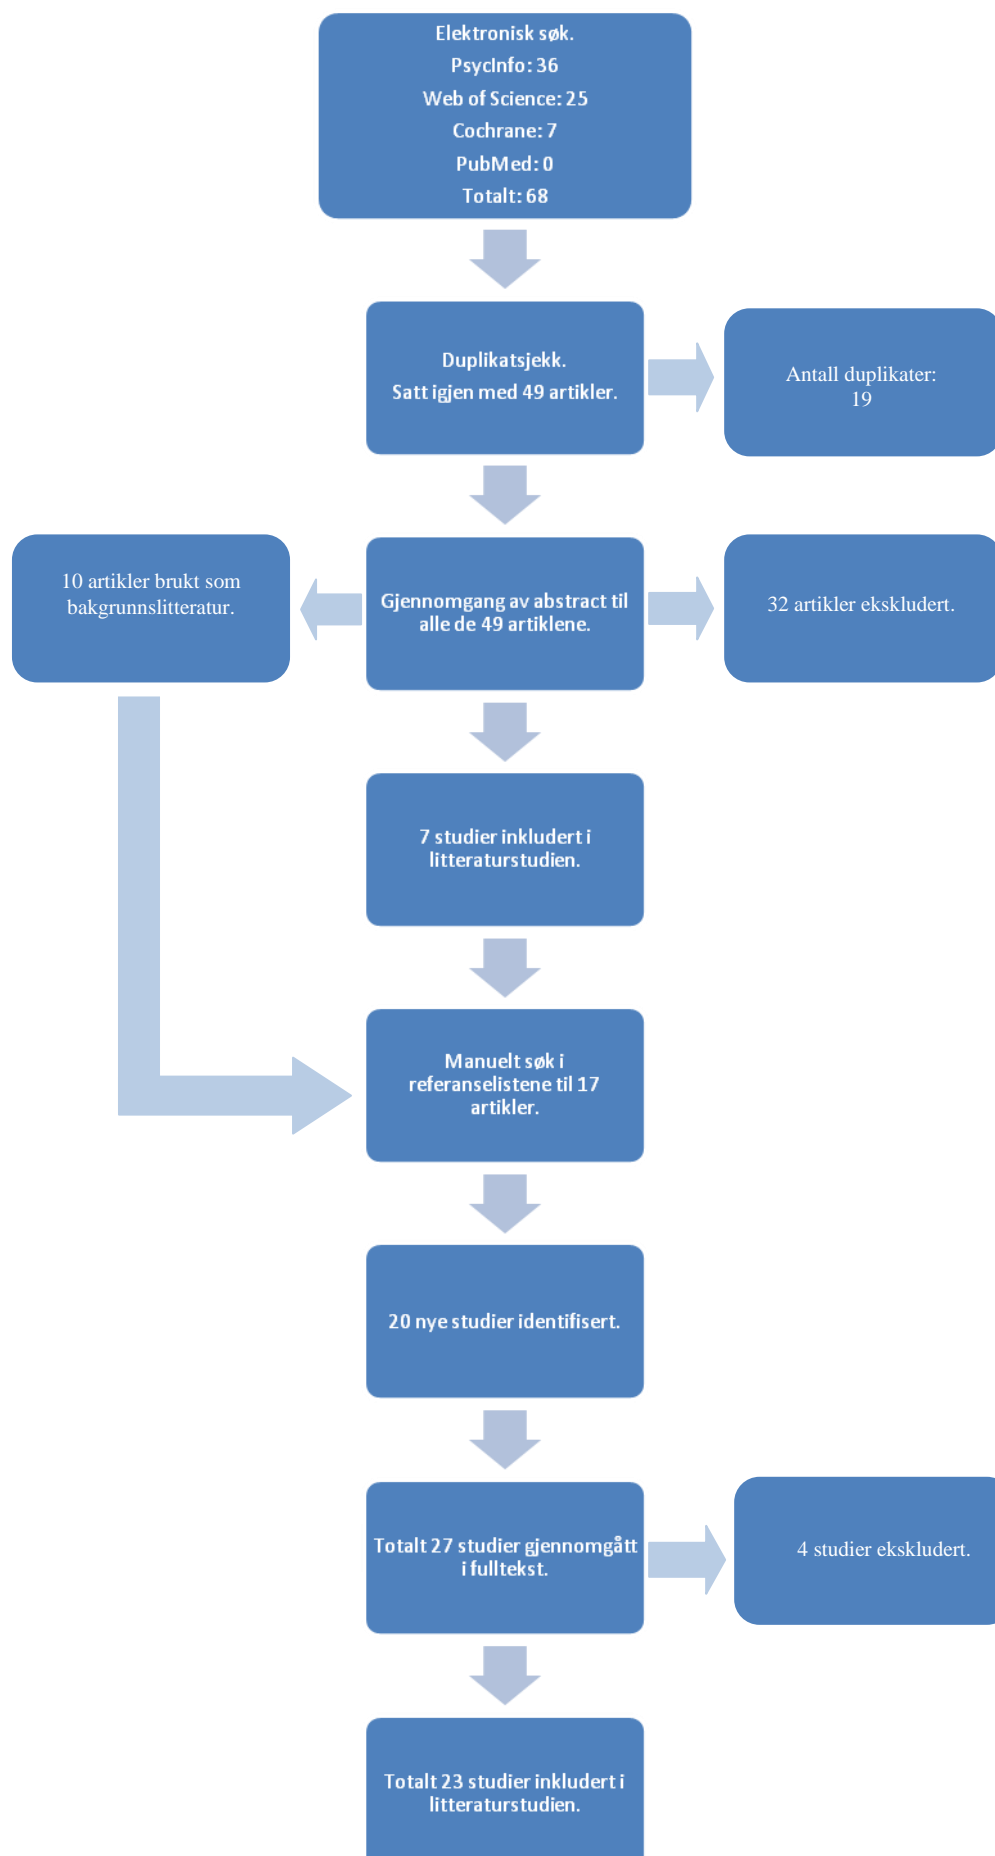 Elektronisk søk.
PsycInfo: 36
Web of Science: 25
Cochrane: 7
PubMed: 0
Totalt: 68
Duplikatsjekk.
Satt igjen med 49 artikler.
Antall duplikater:
19
10 artikler brukt som
bakgrunnslitteratur.
Gjennomgang av abstract til
alle de 49 artiklene.
32 artikler ekskludert.
7 studier inkludert i
litteraturstudien.
Manuelt søk i
referanselistene til 17
artikler.
20 nye studier identifisert.
Totalt 27 studier gjennomgått
i fulltekst.
4 studier ekskludert.
Totalt 23 studier inkludert i
litteraturstudien.